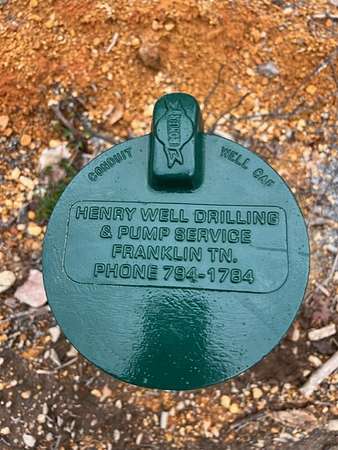 CONDUIT WELL CAP
HENRY WELL DRILLING
& PUMP SERVICE
FRANKLIN TN.
PHONE 794-1784